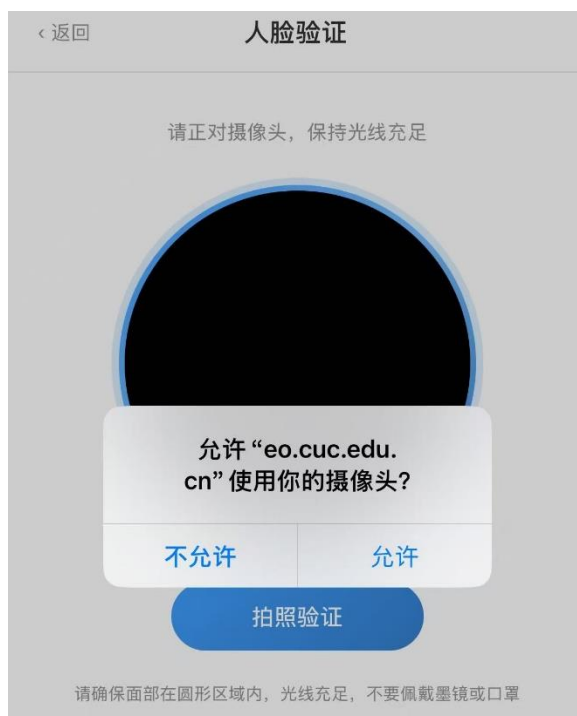 ‹ 返回
人脸验证
请正对摄像头，保持光线充足
允许“eo.cuc.edu.
cn”使用你的摄像头?
不允许
允许
拍照验证
请确保面部在圆形区域内，光线充足，不要佩戴墨镜或口罩